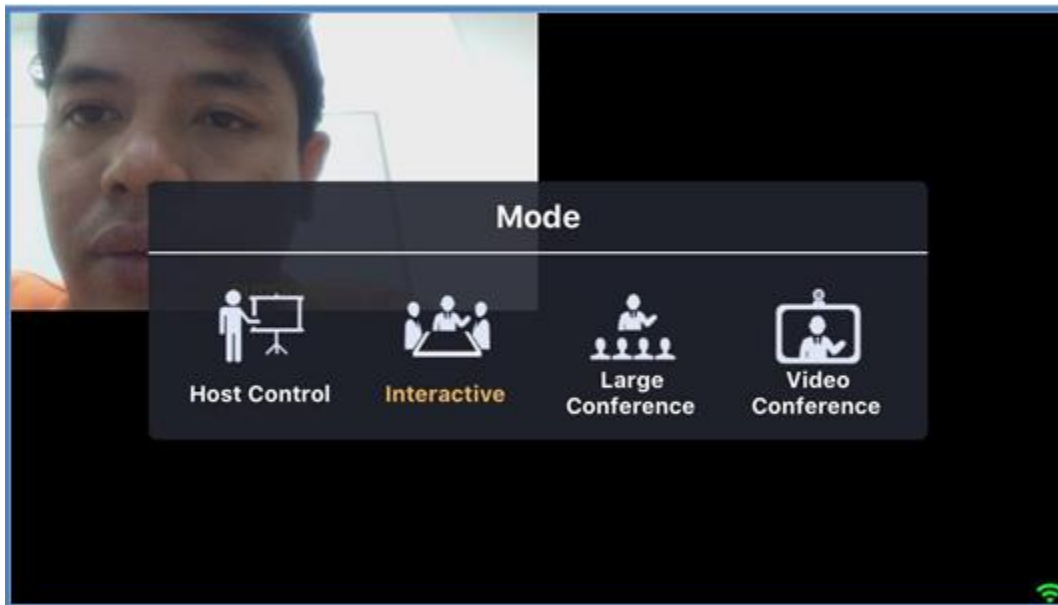 Mode
Host Control
Interactive
Large
Conference
Video
Conference